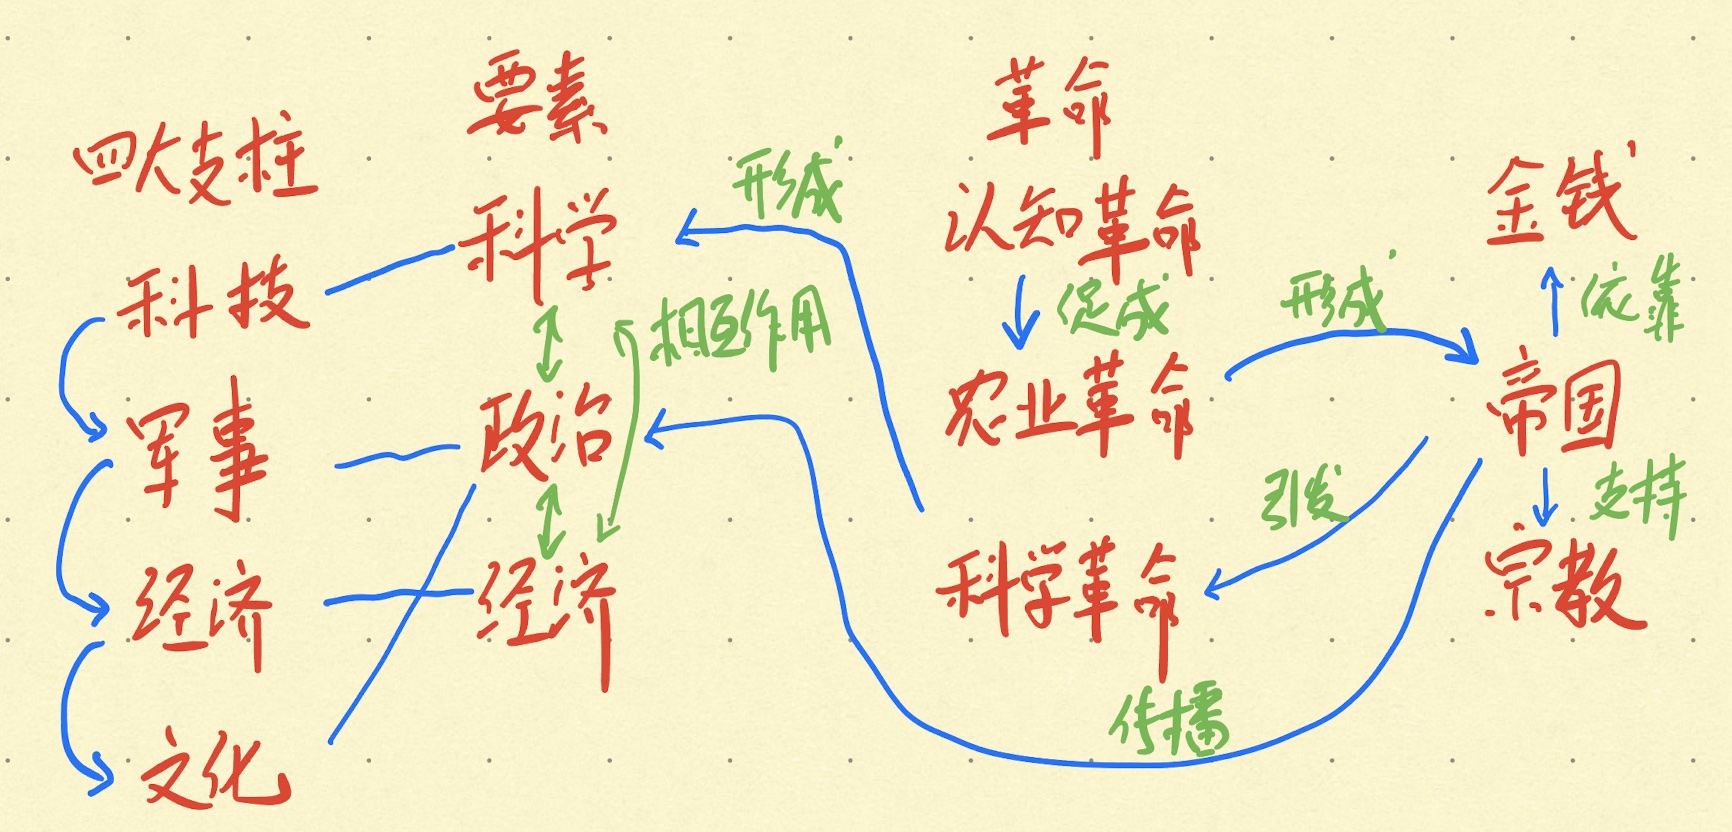 四大支柱
科技
军事
经济
文化
要素
科学
政治
经济
相互作用
形成
革命
认知革命
促成
农业革命
科学革命
形成
引发
传播
金钱
依靠
帝国
支持
宗教